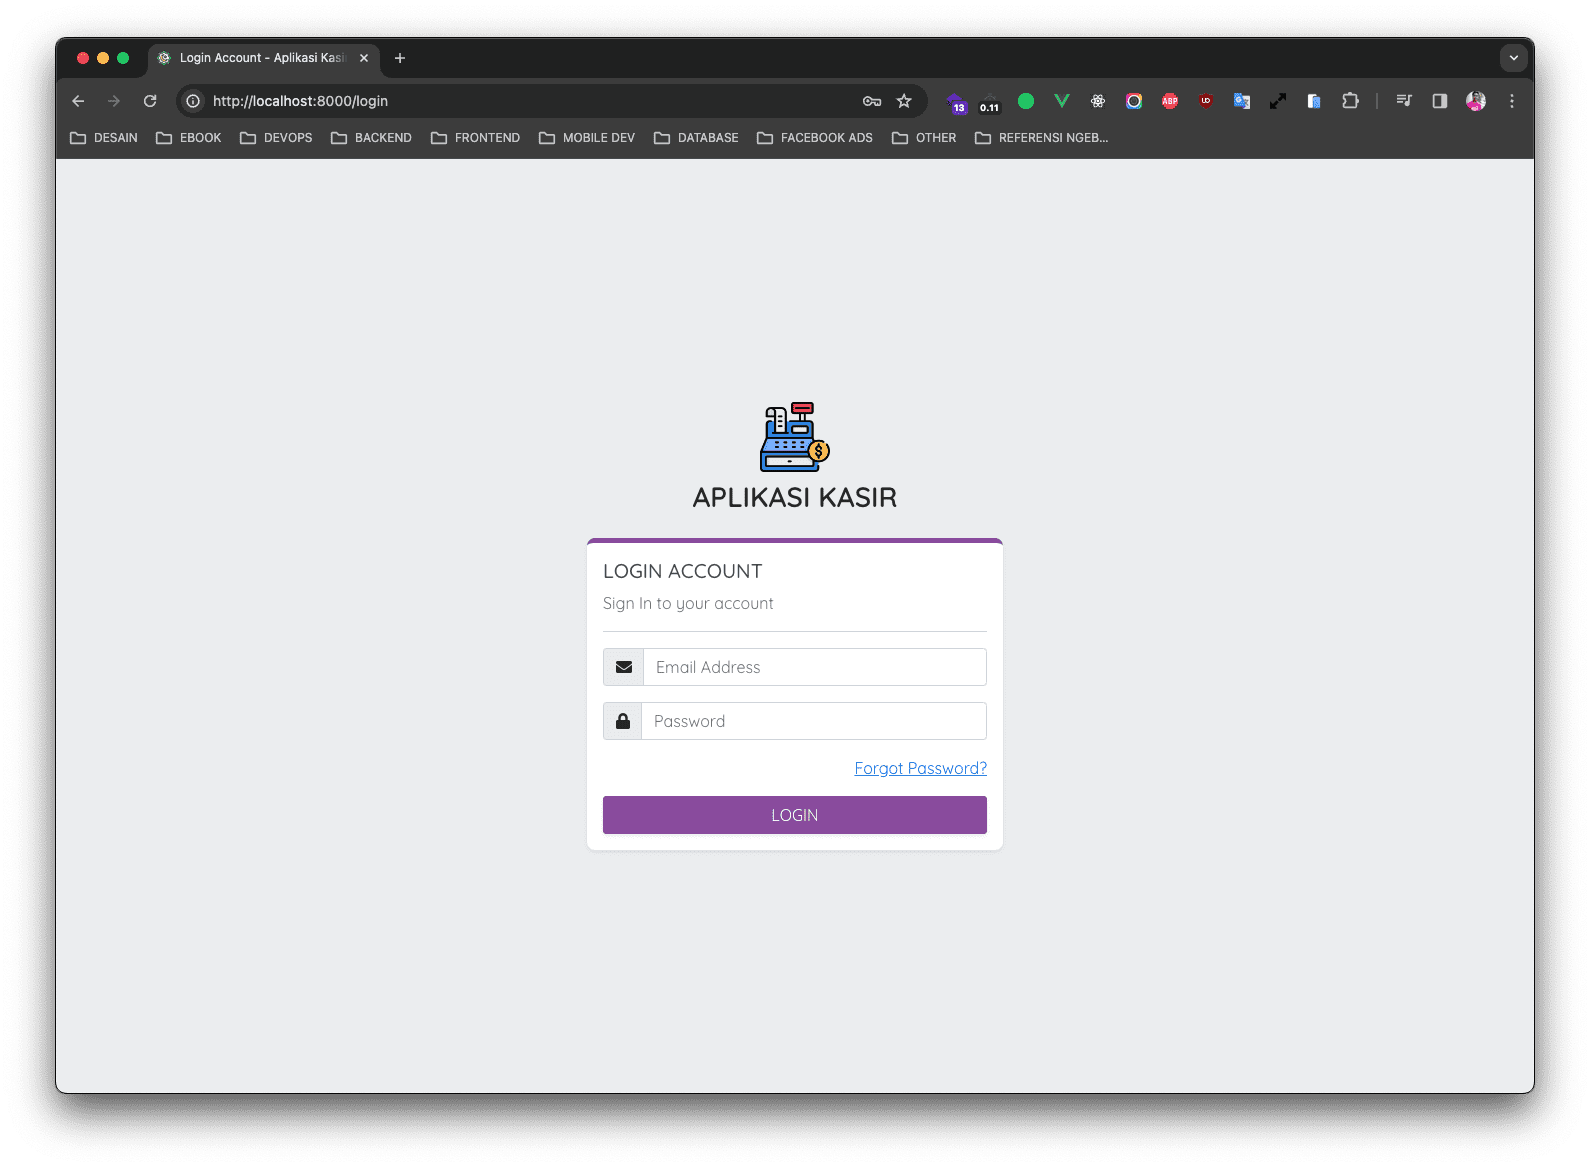 Login Account - Aplikasi Kasi
http://localhost:8000/login
13
0.11
ABP
DESAIN EBOOK DEVOPS BACKEND FRONTEND MOBILE DEV DATABASE FACEBOOK ADS OTHER REFERENSI NGEB...
$
APLIKASI KASIR
LOGIN ACCOUNT
Sign In to your account
Email Address
Password
Forgot Password?
LOGIN